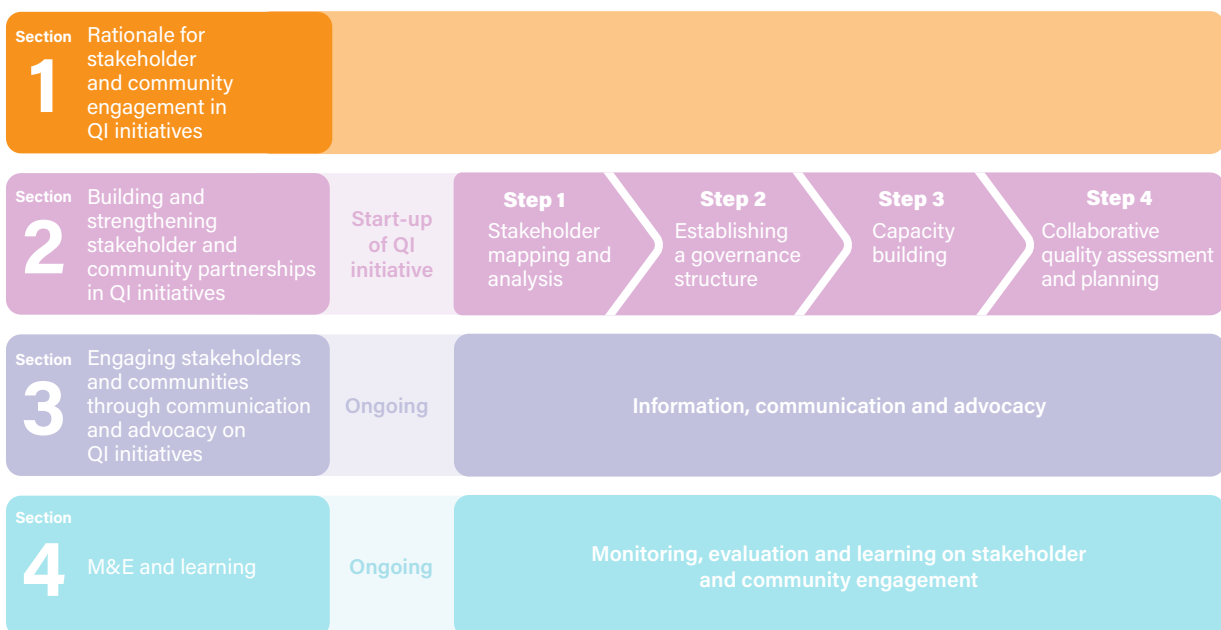 Section
1
Rationale for
stakeholder
and community
engagement in
QI initiatives
Section
2
Building and
strengthening
stakeholder and
community partnerships
in QI initiatives
Start-up
of QI
initiative
Step 1
Stakeholder
mapping and
analysis
Step 2
Establishing
a governance
structure
Step 3
Capacity
building
Step 4
Collaborative
quality assessment
and planning
Section
3
Engaging stakeholders
and communities
through communication
and advocacy on
QI initiatives
Ongoing
Information, communication and advocacy
Section
4
M&E and learning
Ongoing
Monitoring, evaluation and learning on stakeholder
and community engagement